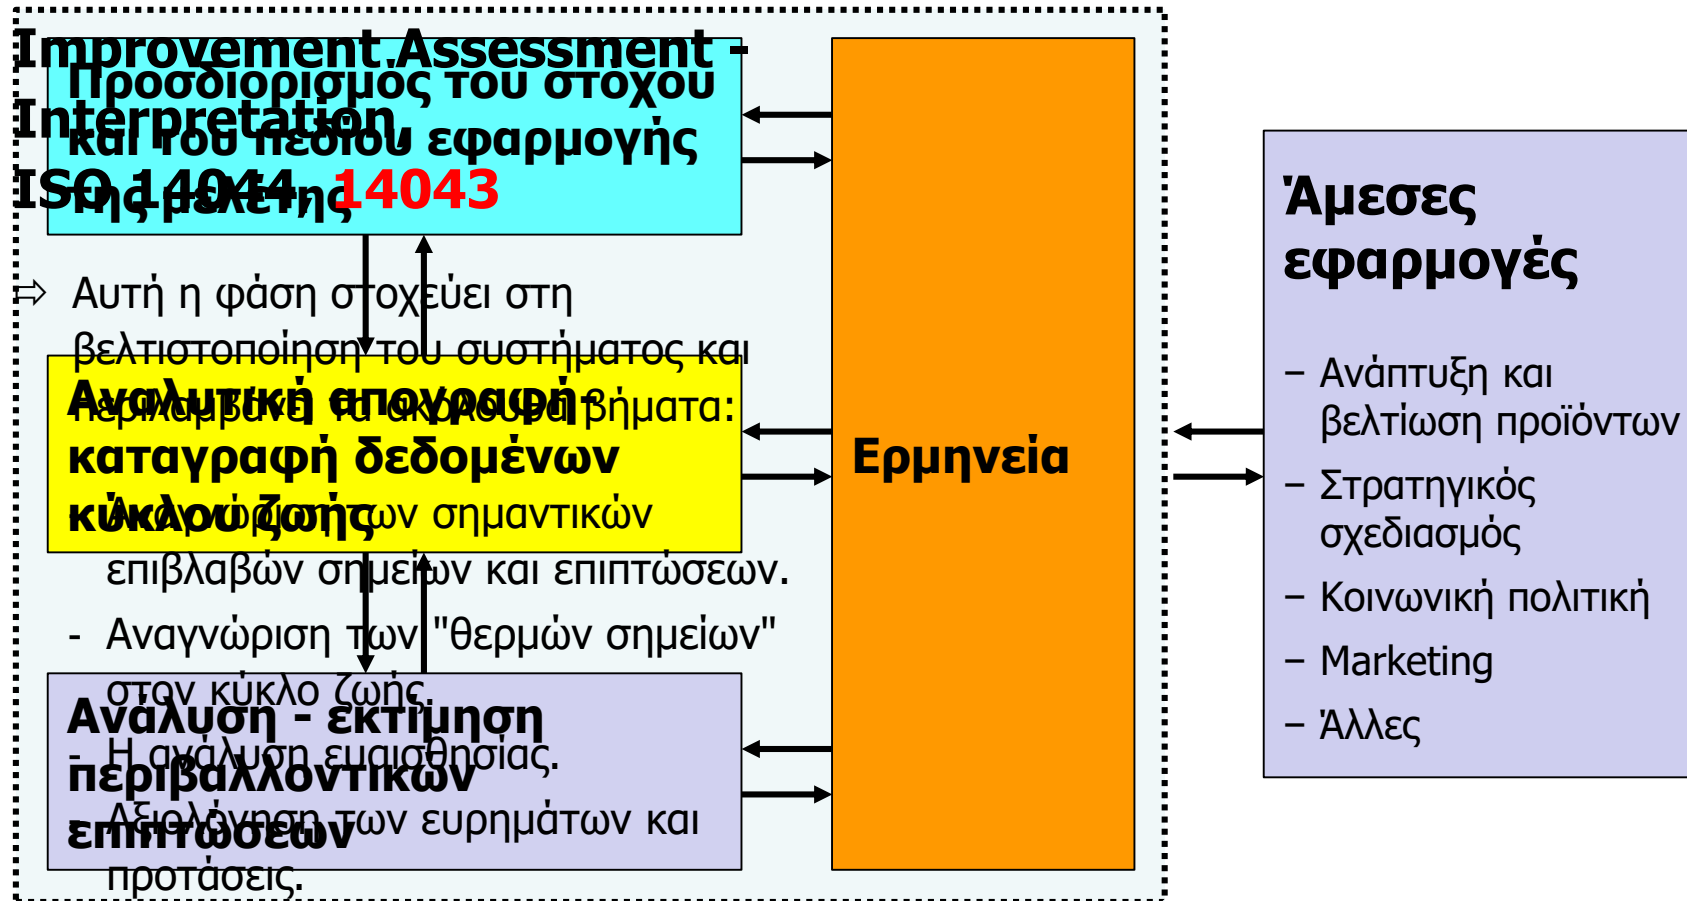 Improvement Assessment -
Interpretation,
ISO 14044, 14043
Προσδιορισμός του στόχου
και του πεδίου εφαρμογής
της μελέτης
⇨ Αυτή η φάση στοχεύει στη
βελτιστοποίηση του συστήματος και
περιλαμβάνει τα ακόλουθα βήματα:
- Αναγνώριση των σημαντικών
επιβλαβών σημείων και επιπτώσεων.
- Αναγνώριση των "θερμών σημείων"
στον κύκλο ζωής.
- Η ανάλυση ευαισθησίας.
- Αξιολόγηση των ευρημάτων και
προτάσεις.
Αναλυτική απογραφή-
καταγραφή δεδομένων
κύκλου ζωής
Ανάλυση - εκτίμηση
περιβαλλοντικών
επιπτώσεων
Ερμηνεία
Άμεσες
εφαρμογές
– Ανάπτυξη και
βελτίωση προϊόντων
– Στρατηγικός
σχεδιασμός
– Κοινωνική πολιτική
– Marketing
– Άλλες